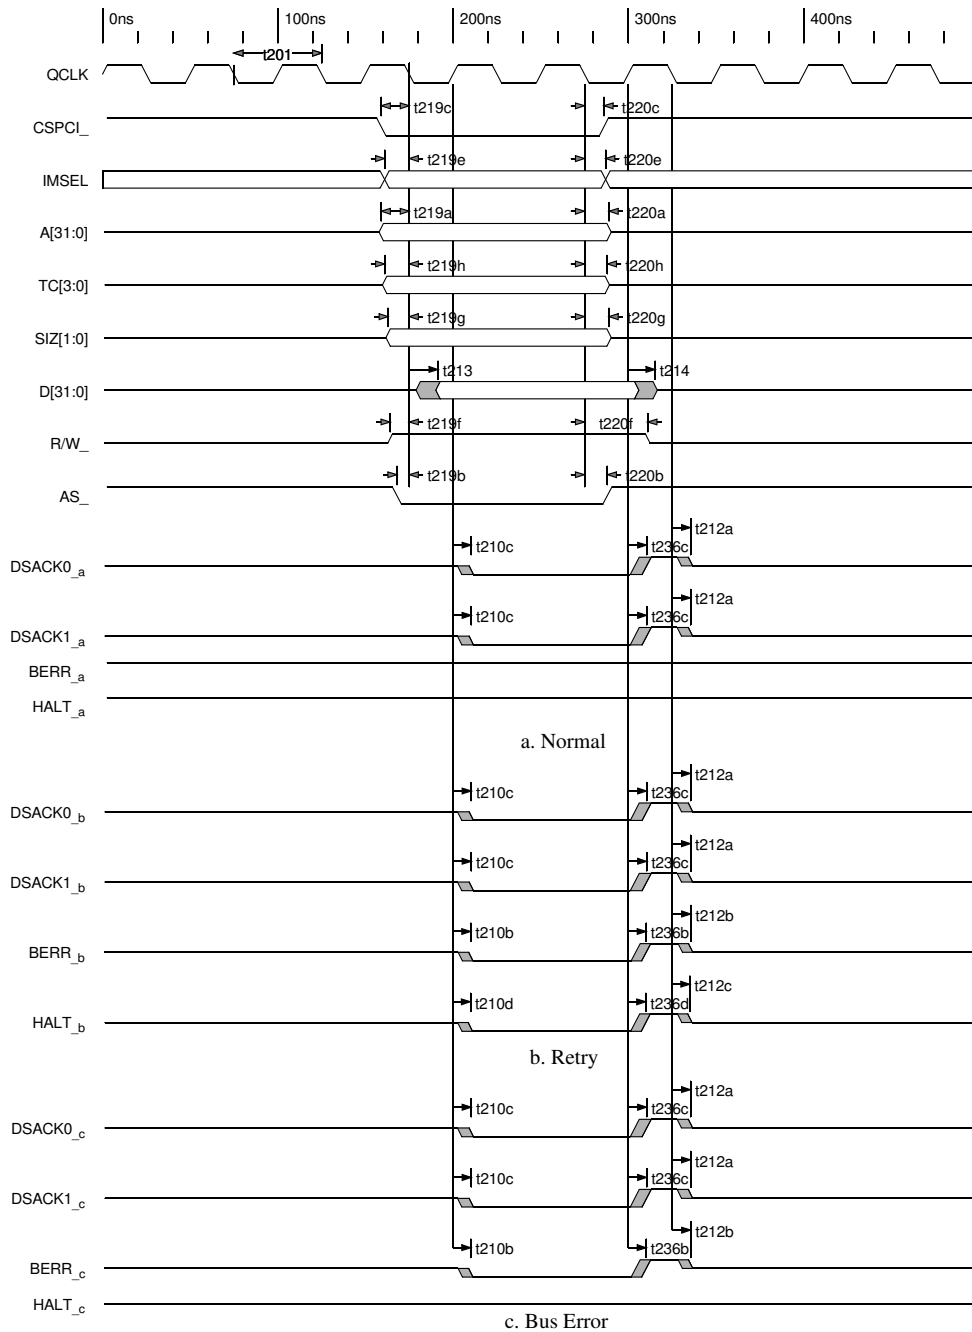 0ns 100ns 200ns 300ns 400ns
t201
QCLK
t219c t220c
CSPCI_
t219e t220e
IMSEL
t219a t220a
A[31:0]
t219h t220h
TC[3:0]
t219g t220g
SIZ[1:0]
t213 t214
D[31:0]
t219f t220f
R/W_
t219b t220b
AS_
t212a
t210c t236c
DSACK0_a
t212a
t210c t236c
DSACK1_a
BERR_a
HALT_a
a. Normal
t212a
t210c t236c
DSACK0_b
t212a
t210c t236c
DSACK1_b
t212b
t210b t236b
BERR_b
t212c
t210d t236d
HALT_b
b. Retry
t212a
t210c t236c
DSACK0_c
t212a
t210c t236c
DSACK1_c
t212b
t210b t236b
BERR_c
HALT_c
c. Bus Error